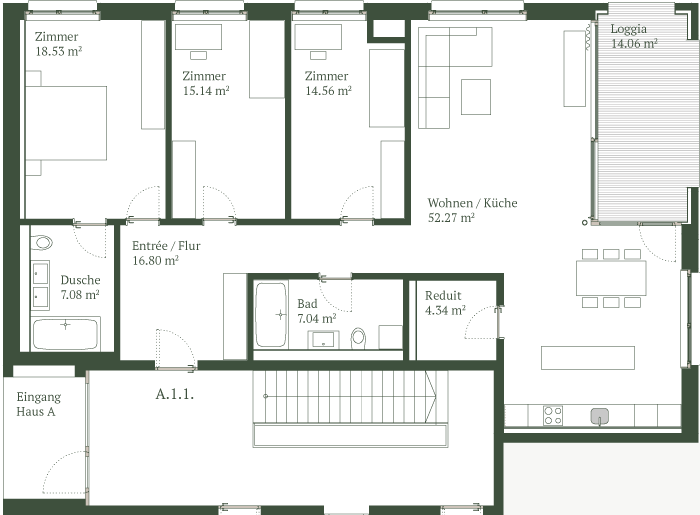 Zimmer
18.53 m²
Zimmer
15.14 m²
Zimmer
14.56 m²
Loggia
14.06 m²
Wohnen / Küche
52.27 m²
Entrée / Flur
16.80 m²
Dusche
7.08 m²
Bad
7.04 m²
Reduit
4.34 m²
Eingang
Haus A
A.1.1.